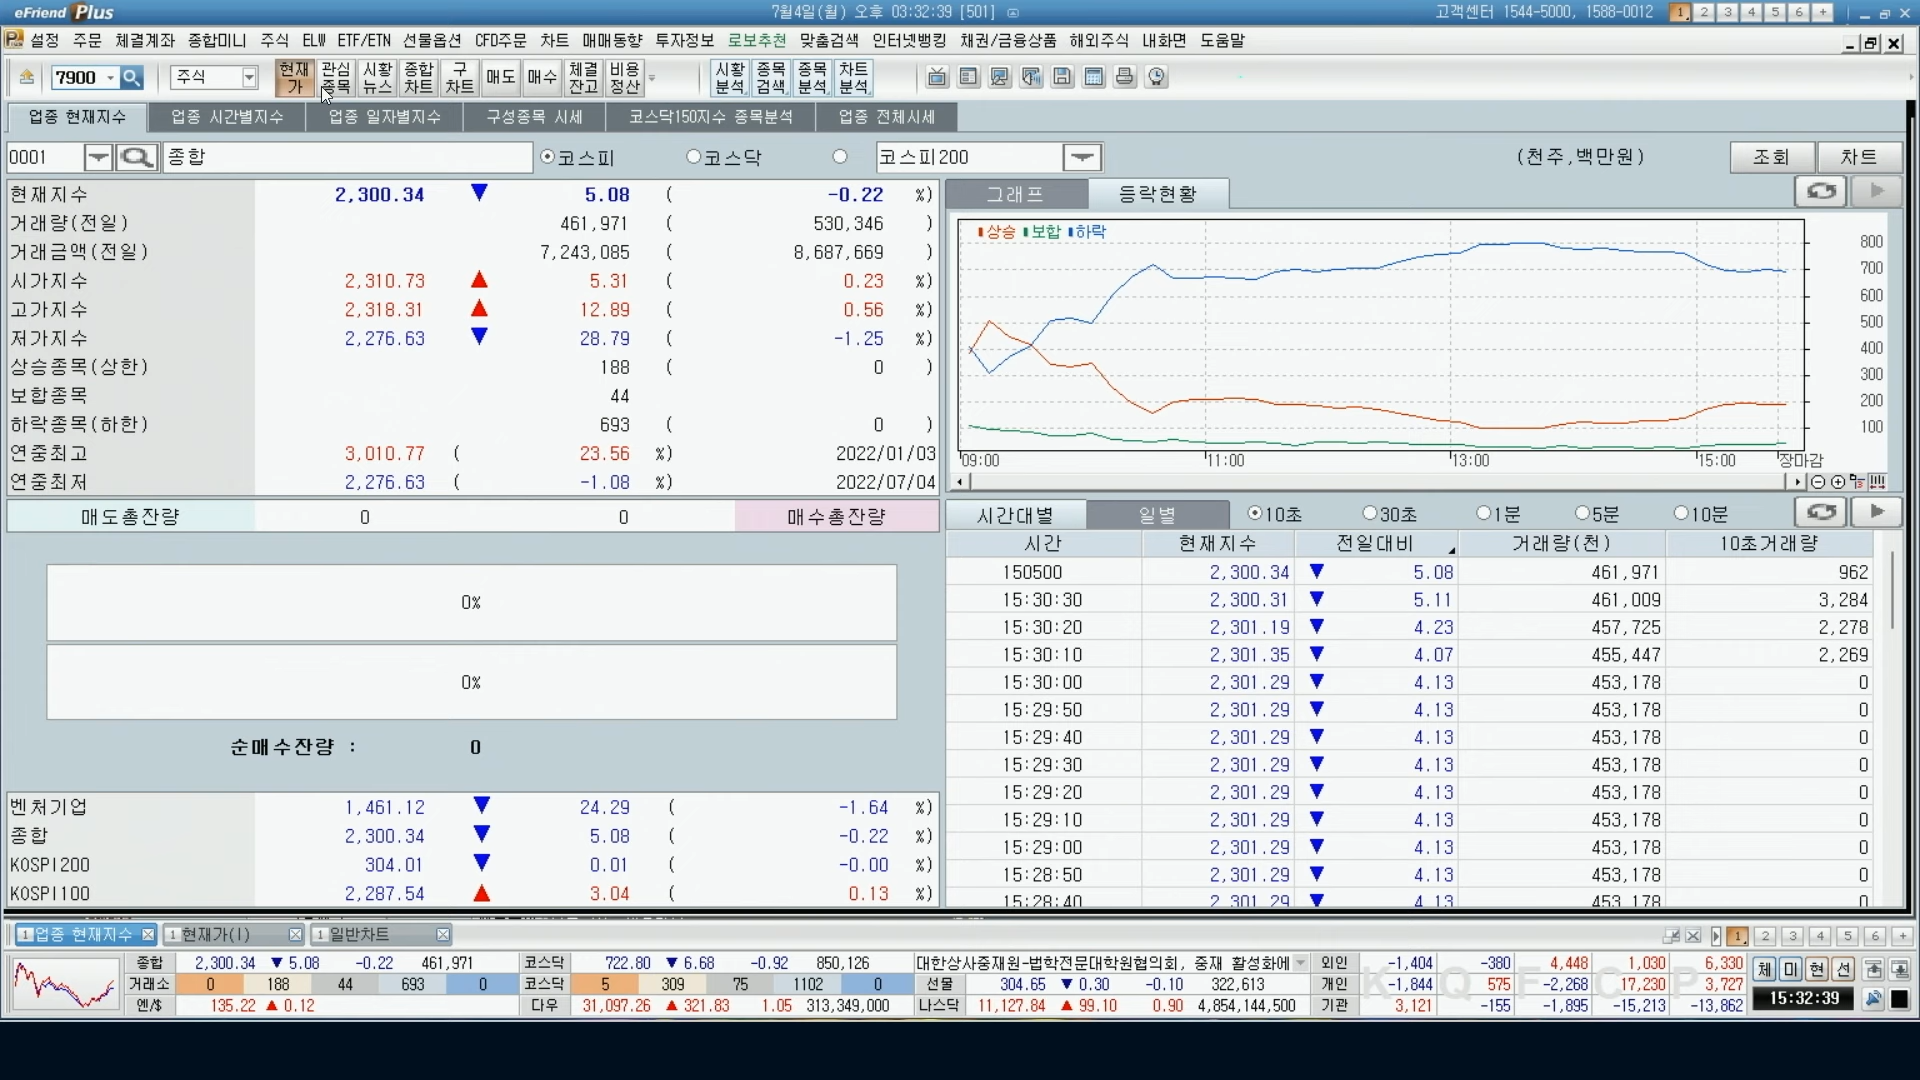 eFriend Plus 7월4일(월) 오후 03:32:39 [501] 고객센터 1544-5000, 1588-0012 1 2 3 4 5 6 +
설정 주문 체결계좌 종합미니 주식 ELW ETF/ETN 선물옵션 CFD주문 차트 매매동향 투자정보 로보추천 맞춤검색 인터넷뱅킹 채권/금융상품 해외주식 내화면 도움말
7900 주식 현재가 관심종목 시황뉴스 종합차트 구차트 매도 매수 체결잔고 비용정산 시황분석 종목검색 종목분석 차트분석
업종 현재지수 업종 시간별지수 업종 일자별지수 구성종목 시세 코스닥150지수 종목분석 업종 전체시세
0001 종합 코스피 코스닥 코스피200 (천주,백만원) 조회 차트
현재지수 2,300.34 ▼ 5.08 ( -0.22 %)
거래량(전일) 461,971 ( 530,346 )
거래금액(전일) 7,243,085 ( 8,687,669 )
시가지수 2,310.73 ▲ 5.31 ( 0.23 %)
고가지수 2,318.31 ▲ 12.89 ( 0.56 %)
저가지수 2,276.63 ▼ 28.79 ( -1.25 %)
상승종목(상한) 188 ( 0 )
보합종목 44
하락종목(하한) 693 ( 0 )
연중최고 3,010.77 ( 23.56 %) 2022/01/03
연중최저 2,276.63 ( -1.08 %) 2022/07/04
매도총잔량 0 0 매수총잔량
0%
0%
순매수잔량 : 0
벤처기업 1,461.12 ▼ 24.29 ( -1.64 %)
종합 2,300.34 ▼ 5.08 ( -0.22 %)
KOSPI200 304.01 ▼ 0.01 ( -0.00 %)
KOSPI100 2,287.54 ▲ 3.04 ( 0.13 %)
그래프 등락현황
상승 보합 하락
800
700
600
500
400
300
200
100
09:00 11:00 13:00 15:00 장마감
시간대별 일별 10초 30초 1분 5분 10분
시간 현재지수 전일대비 거래량(천) 10초거래량
150500 2,300.34 ▼ 5.08 461,971 962
15:30:30 2,300.31 ▼ 5.11 461,009 3,284
15:30:20 2,301.19 ▼ 4.23 457,725 2,278
15:30:10 2,301.35 ▼ 4.07 455,447 2,269
15:30:00 2,301.29 ▼ 4.13 453,178 0
15:29:50 2,301.29 ▼ 4.13 453,178 0
15:29:40 2,301.29 ▼ 4.13 453,178 0
15:29:30 2,301.29 ▼ 4.13 453,178 0
15:29:20 2,301.29 ▼ 4.13 453,178 0
15:29:10 2,301.29 ▼ 4.13 453,178 0
15:29:00 2,301.29 ▼ 4.13 453,178 0
15:28:50 2,301.29 ▼ 4.13 453,178 0
15:28:40 2,301.29 ▼ 4.13 453,178 0
1 업종 현재지수 1 현재가(I) 1 일반차트 1 2 3 4 5 6 +
종합 2,300.34 ▼ 5.08 -0.22 461,971 코스닥 722.80 ▼ 6.68 -0.92 850,126 대한상사중재원-법학전문대학원협의회, 중재 활성화에 외인 -1,404 -380 4,448 1,030 6,330 체 미 현 선
거래소 0 188 44 693 0 코스닥 5 309 75 1102 0 선물 304.65 ▼ 0.30 -0.10 322,613 개인 -1,844 575 -2,268 17,230 3,727
엔/$ 135.22 ▲ 0.12 다우 31,097.26 ▲ 321.83 1.05 313,349,000 나스닥 11,127.84 ▲ 99.10 0.90 4,854,144,500 기관 3,121 -155 -1,895 -15,213 -13,862 15:32:39